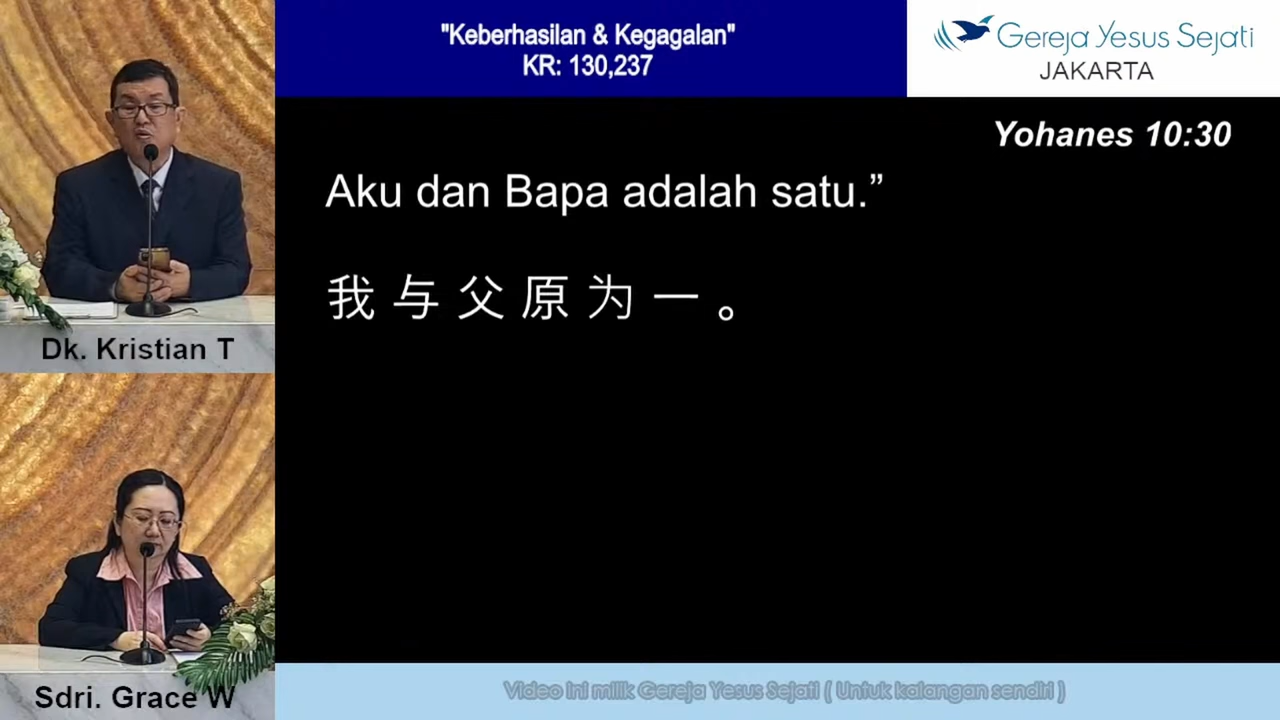 "Keberhasilan & Kegagalan"
KR: 130,237
Gereja Yesus Sejati
JAKARTA
Yohanes 10:30
Aku dan Bapa adalah satu.”
我 与 父 原 为 一 。
Dk. Kristian T
Sdri. Grace W
Video ini milik Gereja Yesus Sejati ( Untuk kalangan sendiri )